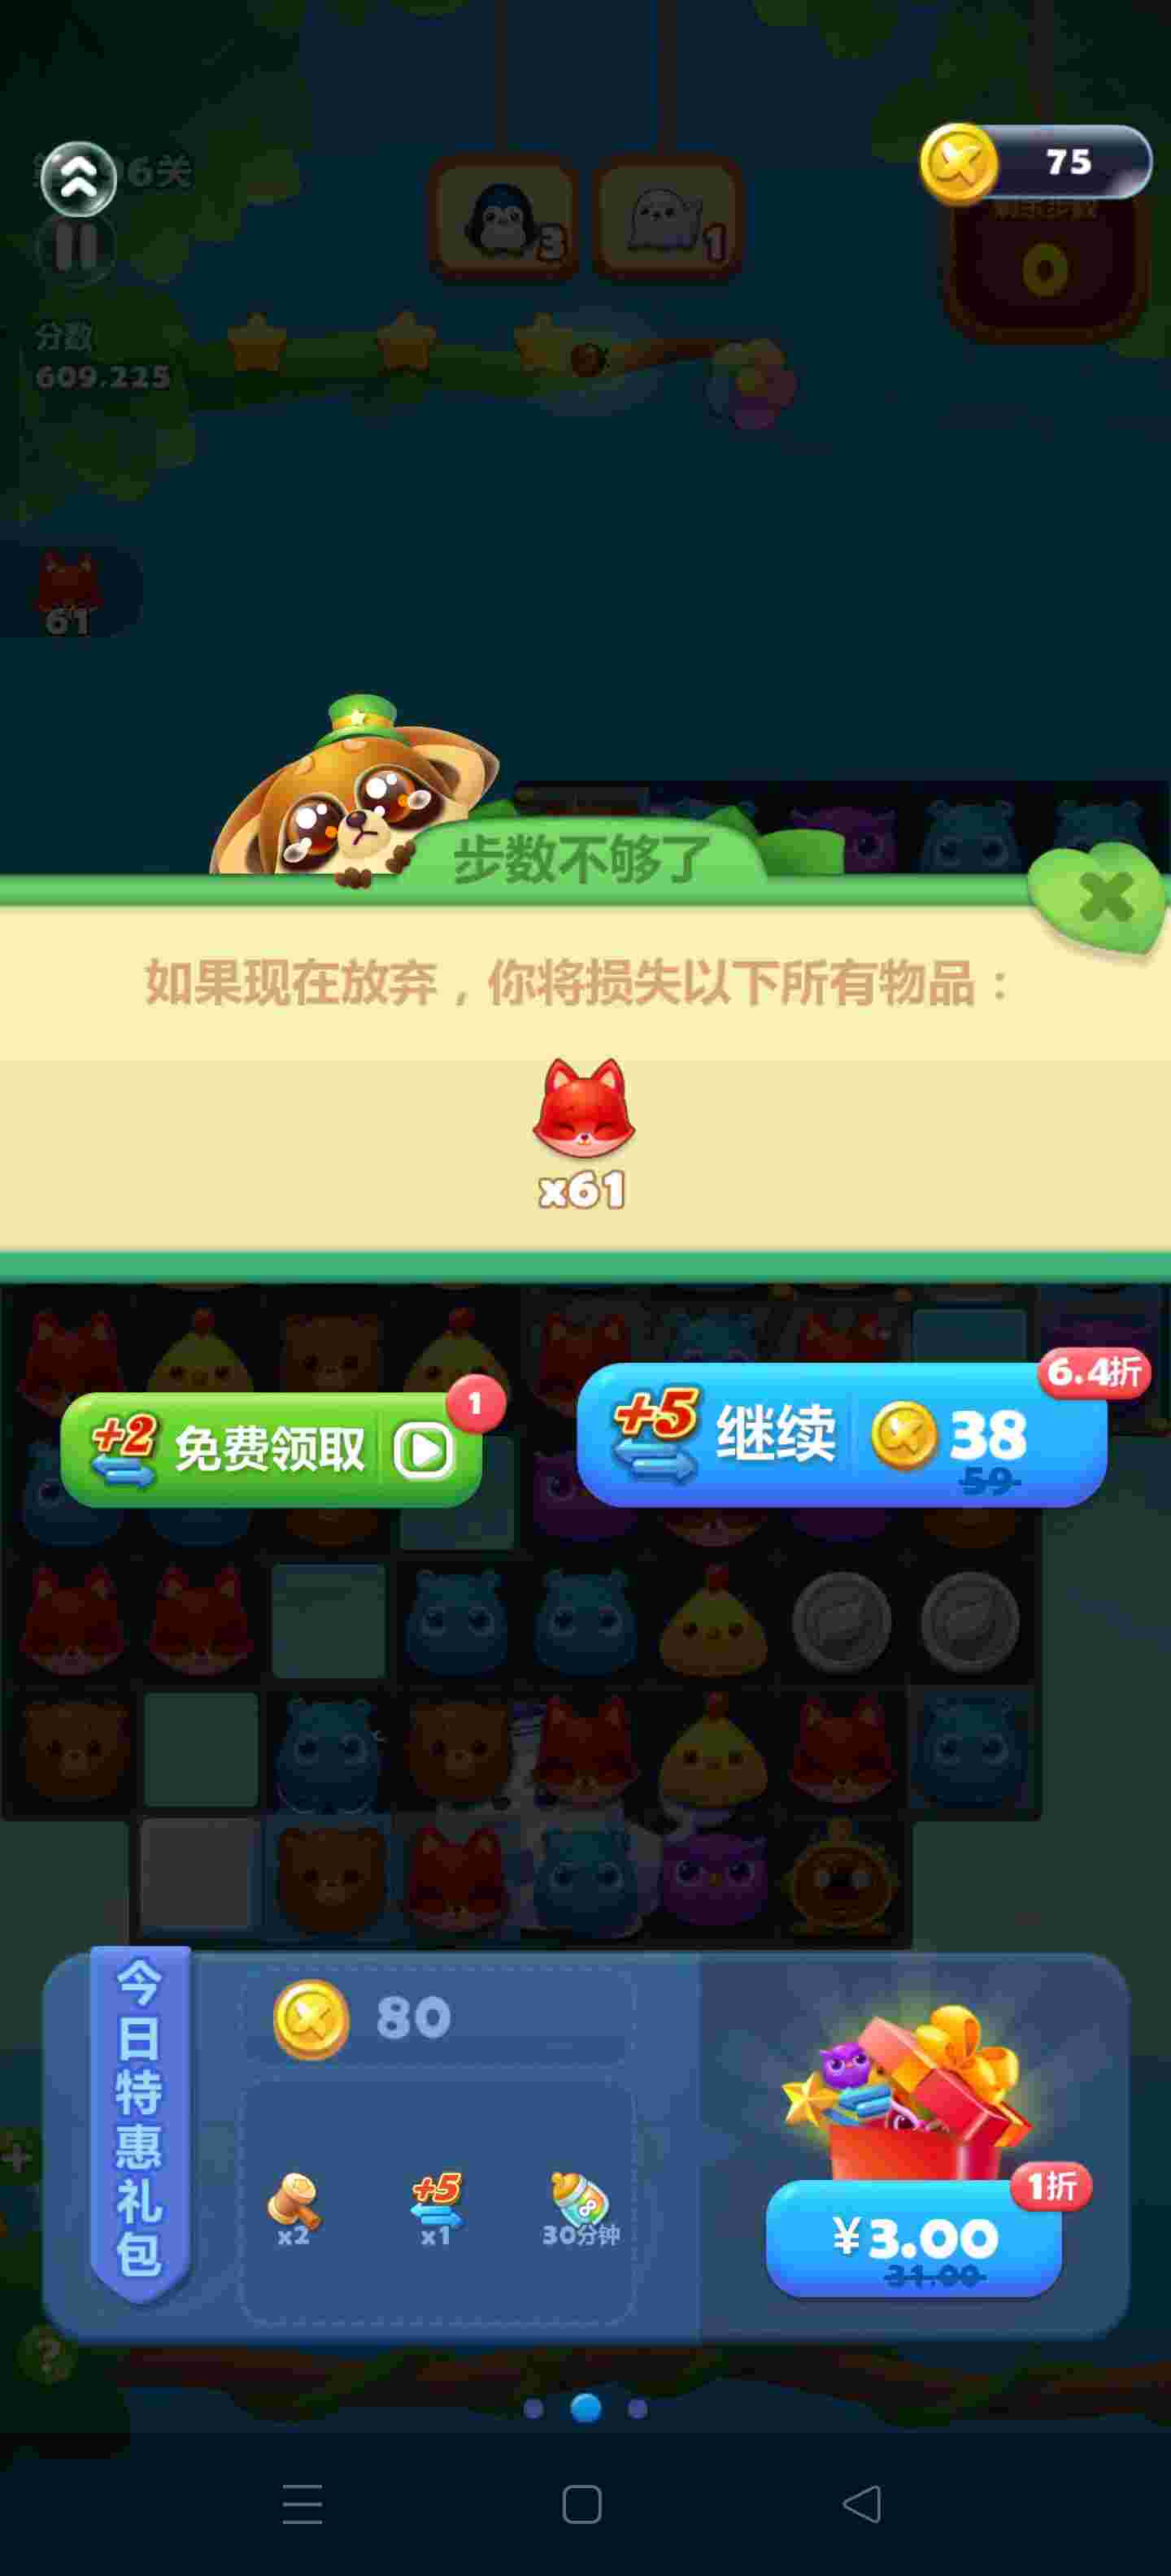 6关
75
3
1
剩余步数
0
分数
609.225
61
步数不够了
如果现在放弃，你将损失以下所有物品：
x61
+2 免费领取
1
+5 继续 38
59
6.4折
今日特惠礼包
80
x2
+5
x1
30分钟
1折
¥3.00
31.00